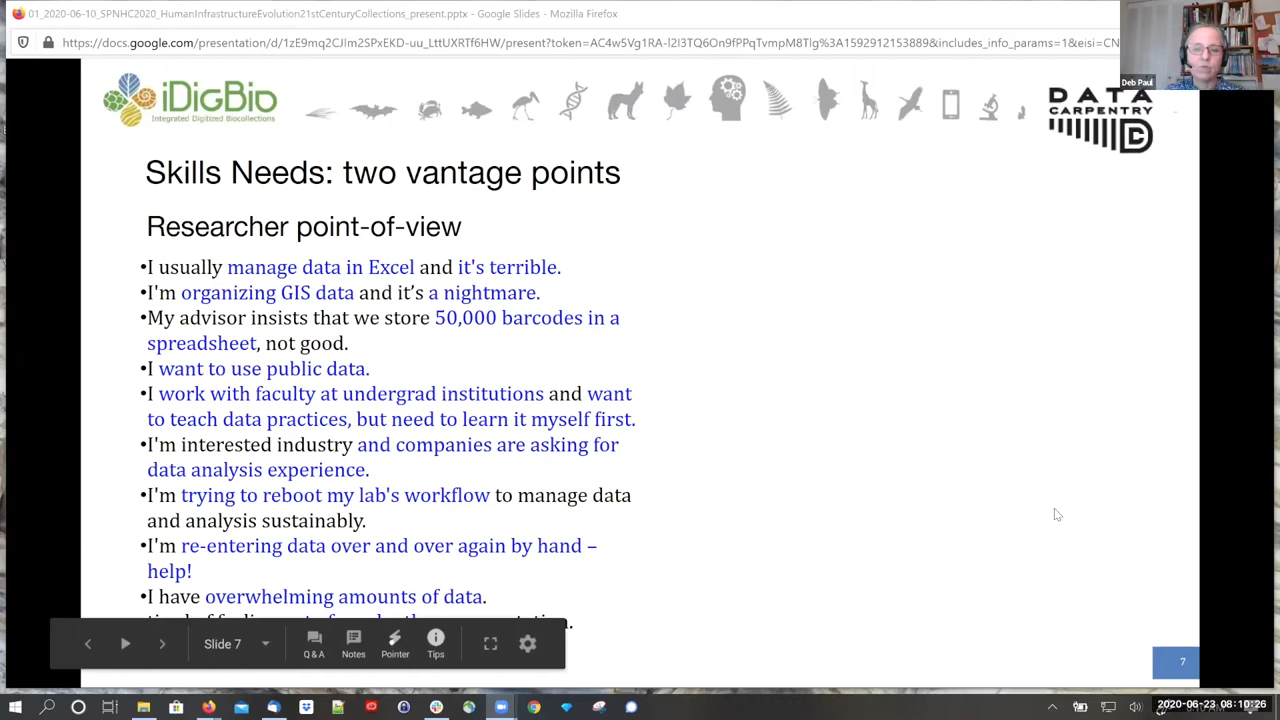 01_2020-06-10_SPNHC2020_HumanInfrastructureEvolution21stCenturyCollections_present.pptx - Google Slides - Mozilla Firefox
Deb Paul
iDigBio
Integrated Digitized Biocollections
DATA
CARPENTRY
Skills Needs: two vantage points
Researcher point-of-view
•I usually manage data in Excel and it's terrible.
•I'm organizing GIS data and it’s a nightmare.
•My advisor insists that we store 50,000 barcodes in a
spreadsheet, not good.
•I want to use public data.
•I work with faculty at undergrad institutions and want
to teach data practices, but need to learn it myself first.
•I'm interested industry and companies are asking for
data analysis experience.
•I'm trying to reboot my lab's workflow to manage data
and analysis sustainably.
•I'm re-entering data over and over again by hand –
help!
•I have overwhelming amounts of data.
Slide 7
Q & A
Notes
Pointer
Tips
7
2020-06-23 08:10:26